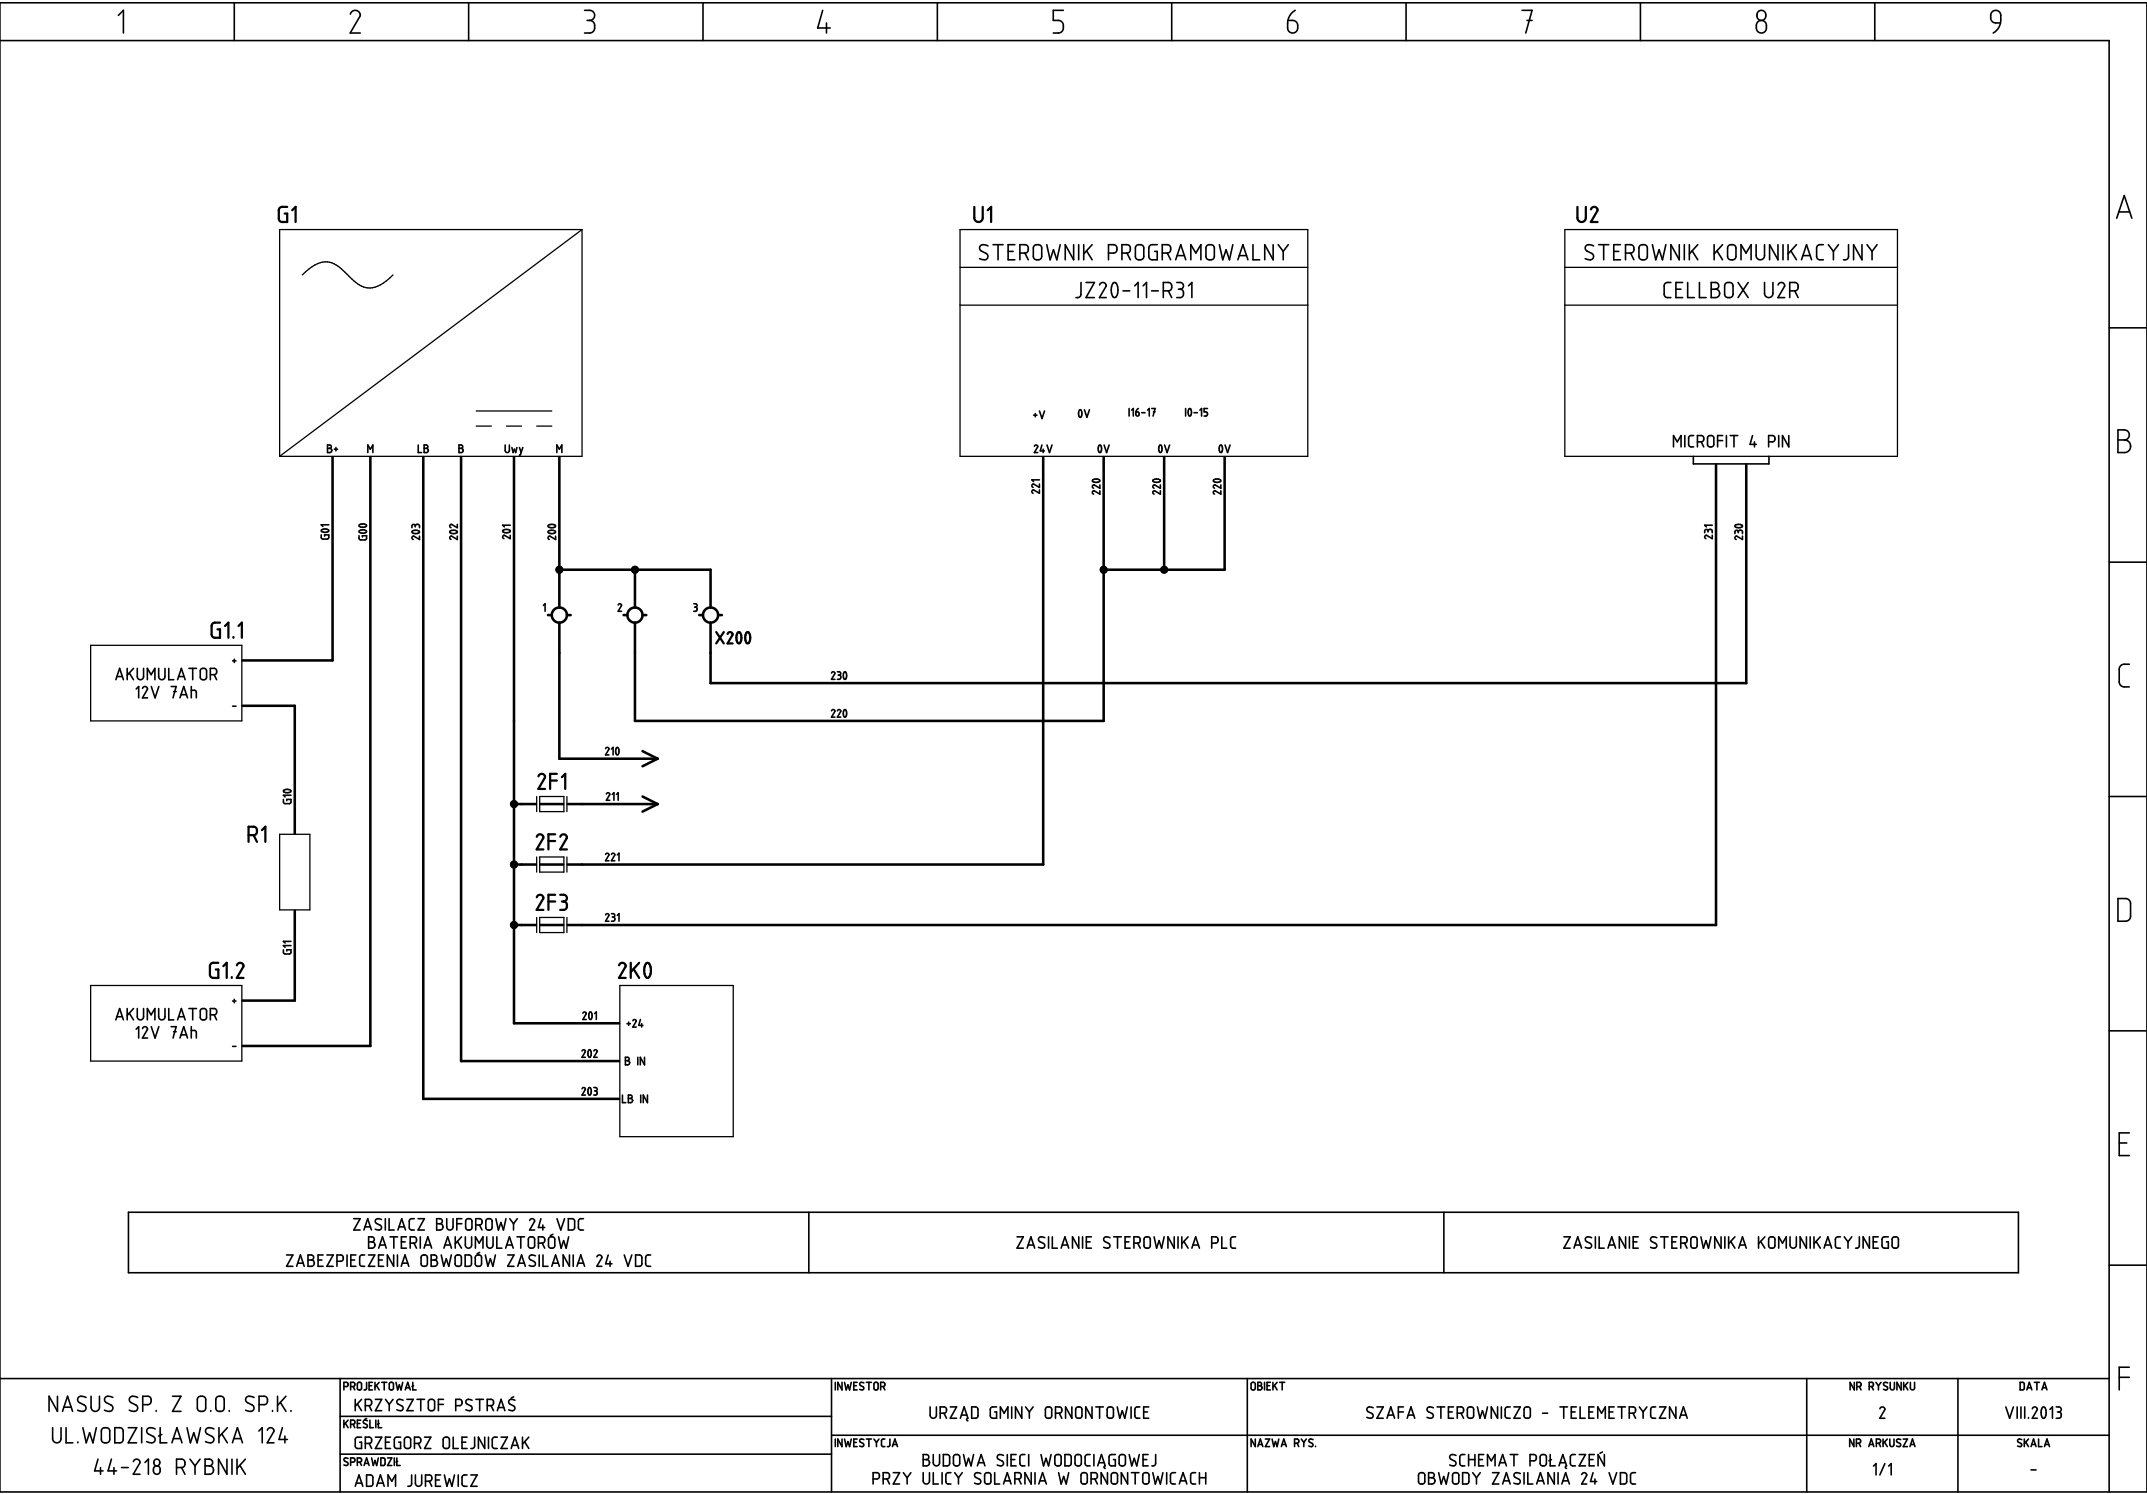 1 2 3 4 5 6 7 8 9
A
B
C
D
E
F
G1
B+ M LB B Uwy M
G01 G00 203 202 201 200
U1
STEROWNIK PROGRAMOWALNY
JZ20-11-R31
+V 0V I16-17 I0-15
24V 0V 0V 0V
221 220 220 220
U2
STEROWNIK KOMUNIKACYJNY
CELLBOX U2R
MICROFIT 4 PIN
231 230
1 2 3
X200
G1.1
AKUMULATOR
12V 7Ah
+
-
230
220
210
2F1
211
2F2
221
2F3
231
G10
R1
G11
G1.2
AKUMULATOR
12V 7Ah
+
-
2K0
201 +24
202 B IN
203 LB IN
ZASILACZ BUFOROWY 24 VDC
BATERIA AKUMULATORÓW
ZABEZPIECZENIA OBWODÓW ZASILANIA 24 VDC
ZASILANIE STEROWNIKA PLC
ZASILANIE STEROWNIKA KOMUNIKACYJNEGO
NASUS SP. Z O.O. SP.K.
UL.WODZISŁAWSKA 124
44-218 RYBNIK
PROJEKTOWAŁ
KRZYSZTOF PSTRAŚ
KREŚLIŁ
GRZEGORZ OLEJNICZAK
SPRAWDZIŁ
ADAM JUREWICZ
INWESTOR
URZĄD GMINY ORNONTOWICE
INWESTYCJA
BUDOWA SIECI WODOCIĄGOWEJ
PRZY ULICY SOLARNIA W ORNONTOWICACH
OBIEKT
SZAFA STEROWNICZO - TELEMETRYCZNA
NAZWA RYS.
SCHEMAT POŁĄCZEŃ
OBWODY ZASILANIA 24 VDC
NR RYSUNKU
2
DATA
VIII.2013
NR ARKUSZA
1/1
SKALA
-